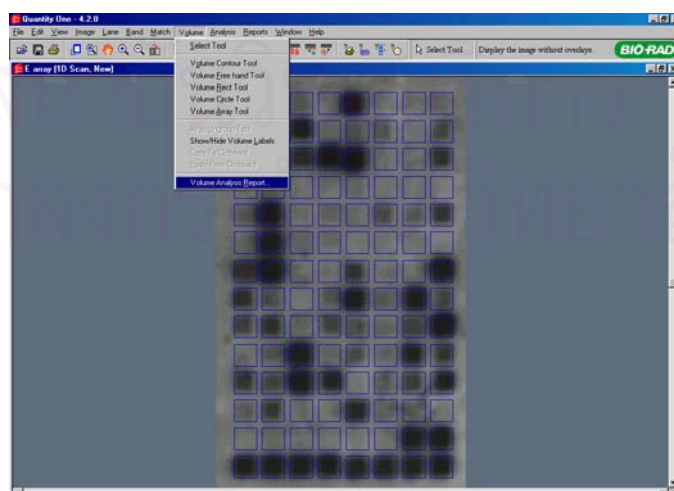 Quantity One - 4.2.0
File Edit View Image Lane Band Match Volume Analysis Reports Window Help
Select Tool Display the image without overlays. BIO-RAD
E array [1D Scan, New]
Select Tool
Volume Contour Tool
Volume Free hand Tool
Volume Rect Tool
Volume Circle Tool
Volume Array Tool
Show/Hide Volume Labels
Volume Analysis Report...